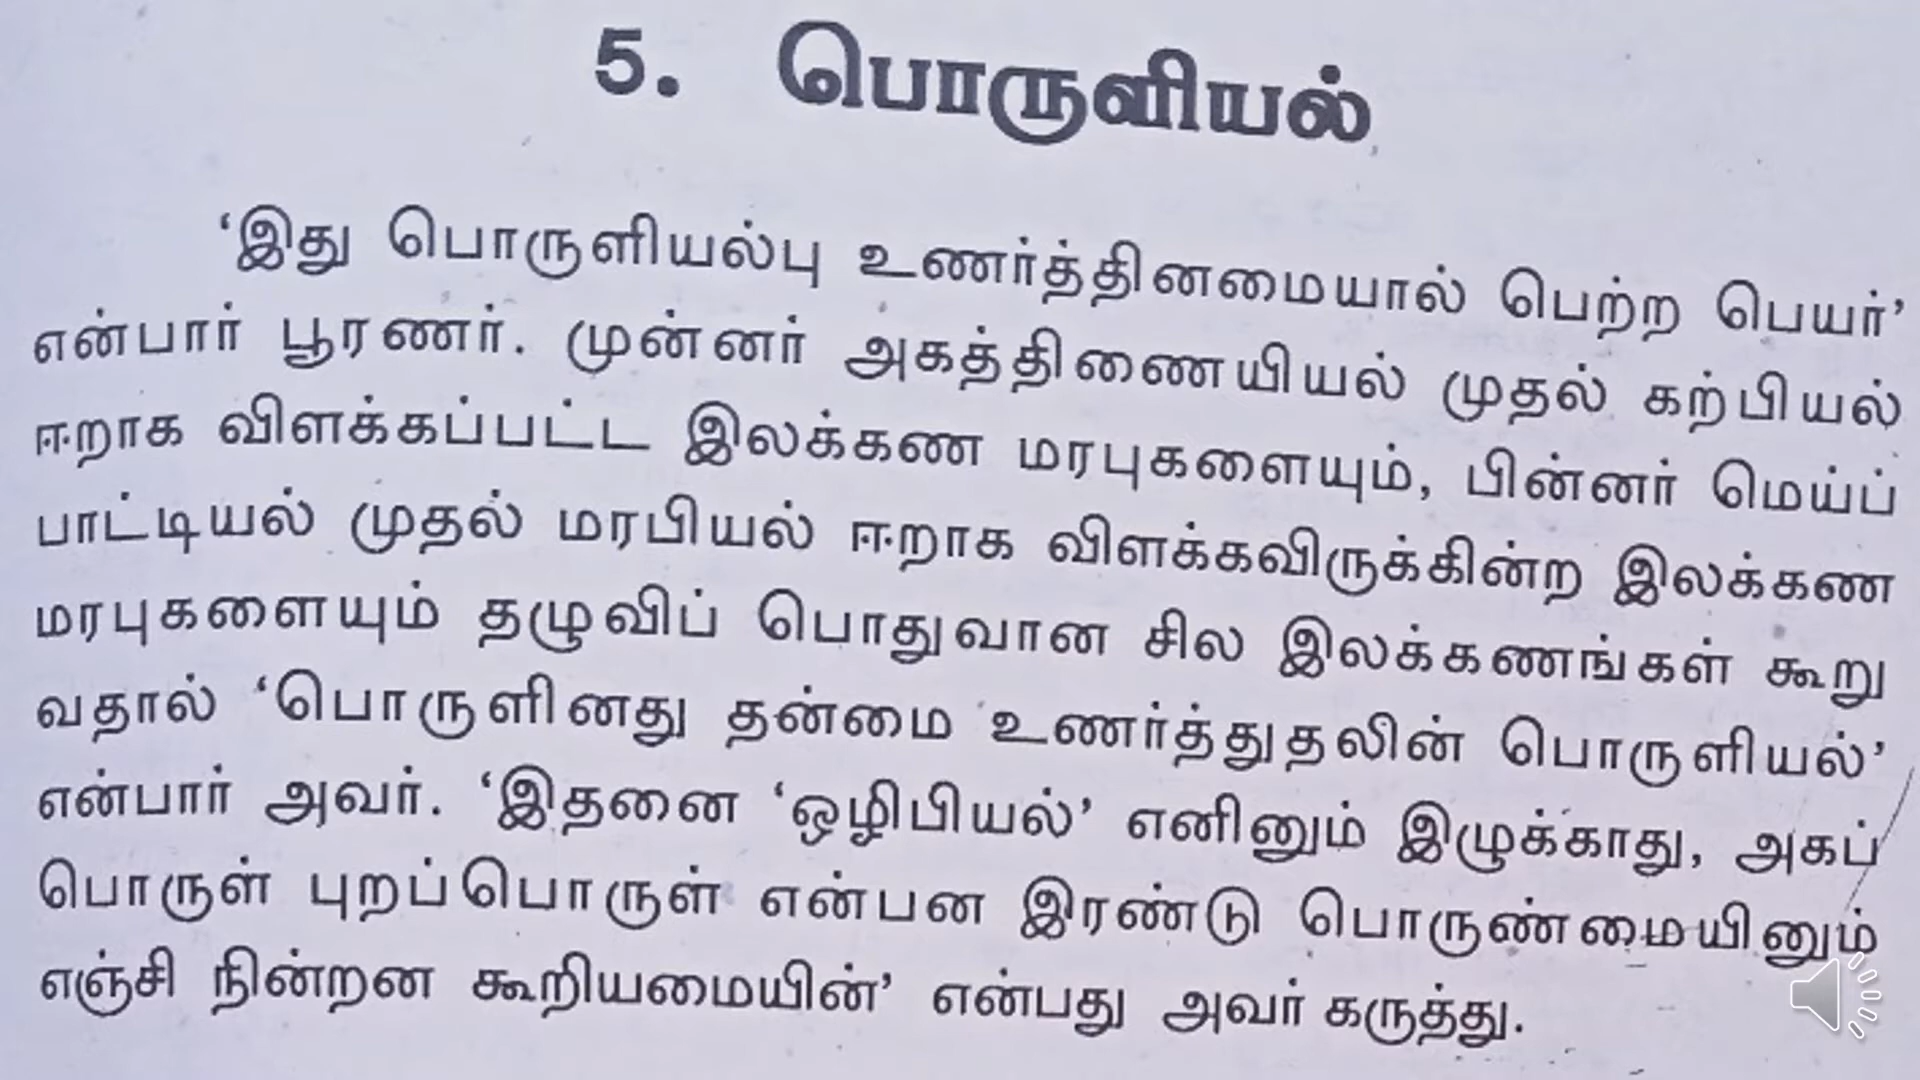 5. பொருளியல்
‘இது பொருளியல்பு உணர்த்தினமையால் பெற்ற பெயர்’
என்பார் பூரணர். முன்னர் அகத்திணையியல் முதல் கற்பியல்
ஈறாக விளக்கப்பட்ட இலக்கண மரபுகளையும், பின்னர் மெய்ப்
பாட்டியல் முதல் மரபியல் ஈறாக விளக்கவிருக்கின்ற இலக்கண
மரபுகளையும் தழுவிப் பொதுவான சில இலக்கணங்கள் கூறு
வதால் ‘பொருளினது தன்மை உணர்த்துதலின் பொருளியல்’
என்பார் அவர். ‘இதனை ‘ஒழிபியல்’ எனினும் இழுக்காது, அகப்
பொருள் புறப்பொருள் என்பன இரண்டு பொருண்மையினும்
எஞ்சி நின்றன கூறியமையின்’ என்பது அவர் கருத்து.